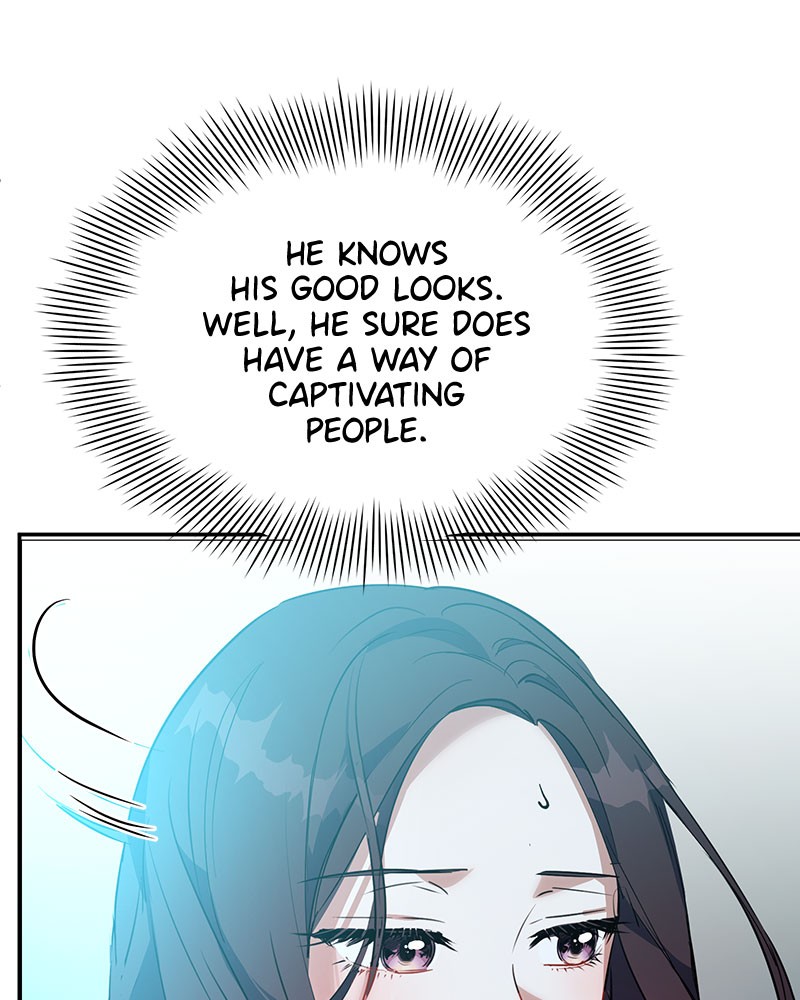 HE KNOWS
HIS GOOD LOOKS.
WELL, HE SURE DOES
HAVE A WAY OF
CAPTIVATING
PEOPLE.